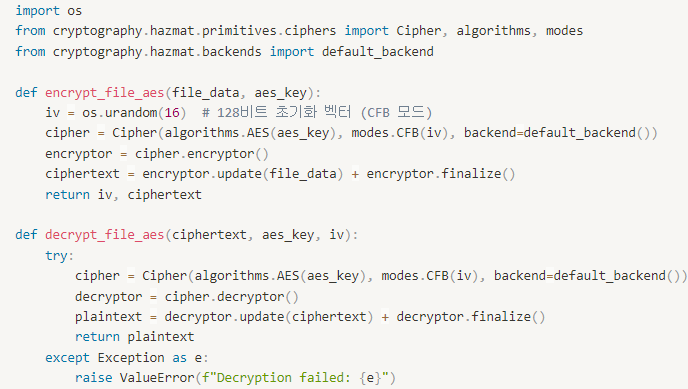 import os
from cryptography.hazmat.primitives.ciphers import Cipher, algorithms, modes
from cryptography.hazmat.backends import default_backend

def encrypt_file_aes(file_data, aes_key):
    iv = os.urandom(16)  # 128비트 초기화 벡터 (CFB 모드)
    cipher = Cipher(algorithms.AES(aes_key), modes.CFB(iv), backend=default_backend())
    encryptor = cipher.encryptor()
    ciphertext = encryptor.update(file_data) + encryptor.finalize()
    return iv, ciphertext

def decrypt_file_aes(ciphertext, aes_key, iv):
    try:
        cipher = Cipher(algorithms.AES(aes_key), modes.CFB(iv), backend=default_backend())
        decryptor = cipher.decryptor()
        plaintext = decryptor.update(ciphertext) + decryptor.finalize()
        return plaintext
    except Exception as e:
        raise ValueError(f"Decryption failed: {e}")